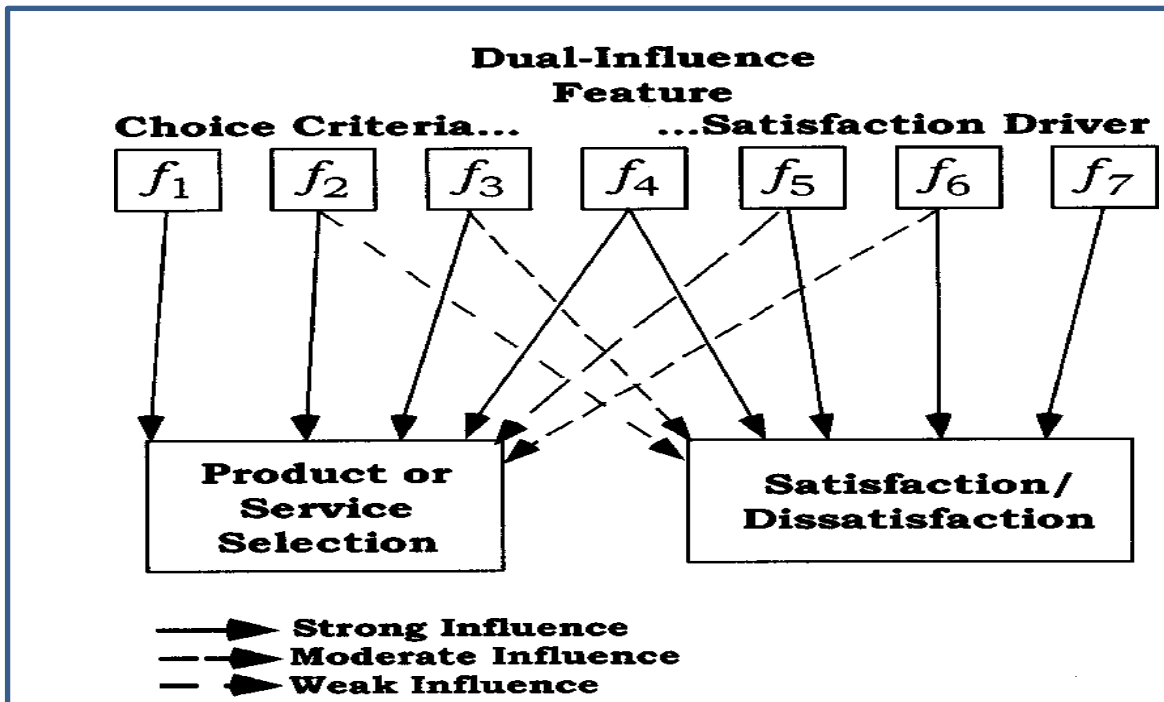 Dual-Influence
Feature
Choice Criteria... ...Satisfaction Driver
f1 f2 f3 f4 f5 f6 f7
Product or
Service
Selection
Satisfaction/
Dissatisfaction
Strong Influence
Moderate Influence
Weak Influence